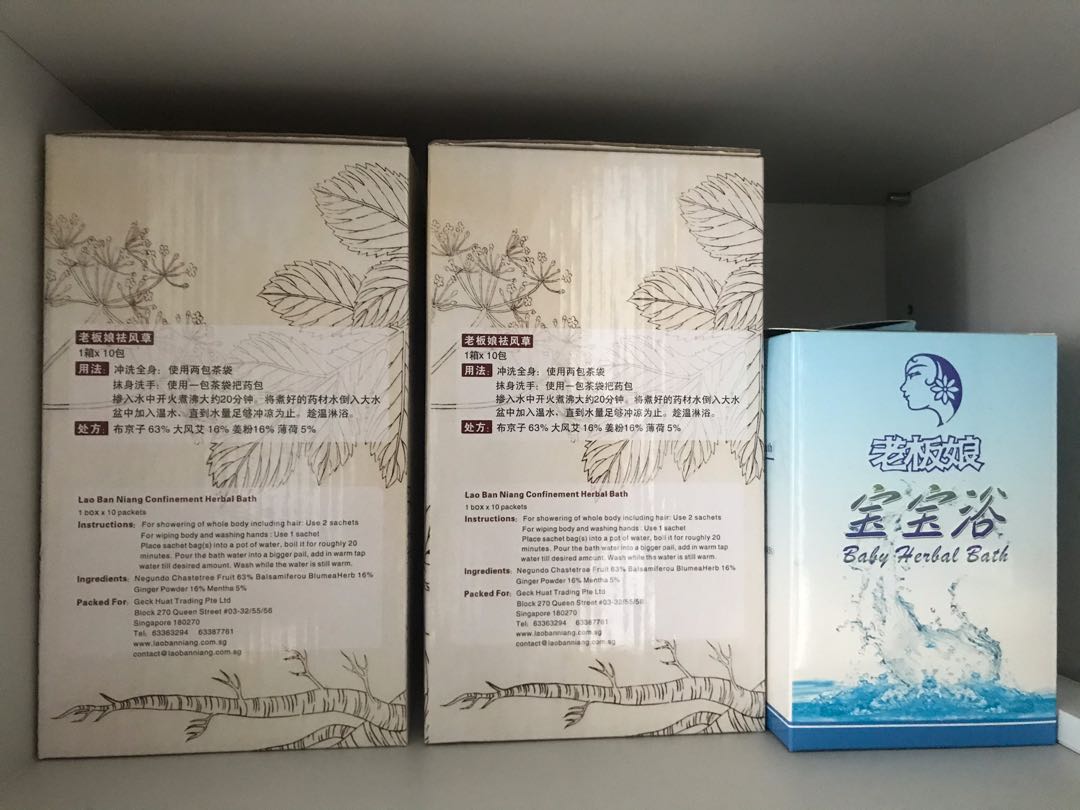 老板娘祛风草
1箱x 10包
用法: 冲洗全身: 使用两包茶袋
抹身洗手: 使用一包茶袋把药包
掺入水中开火煮沸大约20分钟。将煮好的药材水倒入大水
盆中加入温水、直到水量足够冲凉为止。趁温淋浴。
处方: 布京子 63% 大风艾 16% 姜粉16% 薄荷 5%
Lao Ban Niang Confinement Herbal Bath
1 box x 10 packets
Instructions: For showering of whole body including hair: Use 2 sachets
For wiping body and washing hands : Use 1 sachet
Place sachet bag(s) into a pot of water, boil it for roughly 20
minutes. Pour the bath water into a bigger pail, add in warm tap
water till desired amount. Wash while the water is still warm.
Ingredients: Negundo Chastetree Fruit 63% Balsamiferou BlumeaHerb 16%
Ginger Powder 16% Mentha 5%
Packed For: Geck Huat Trading Pte Ltd
Block 270 Queen Street #03-32/55/56
Singapore 180270
Tel: 63363294 63387761
www.laobanniang.com.sg
contact@laobanniang.com.sg
老板娘祛风草
1箱x 10包
用法: 冲洗全身: 使用两包茶袋
抹身洗手: 使用一包茶袋把药包
掺入水中开火煮沸大约20分钟。将煮好的药材水倒入大水
盆中加入温水、直到水量足够冲凉为止。趁温淋浴。
处方: 布京子 63% 大风艾 16% 姜粉16% 薄荷 5%
Lao Ban Niang Confinement Herbal Bath
1 box x 10 packets
Instructions: For showering of whole body including hair: Use 2 sachets
For wiping body and washing hands : Use 1 sachet
Place sachet bag(s) into a pot of water, boil it for roughly 20
minutes. Pour the bath water into a bigger pail, add in warm tap
water till desired amount. Wash while the water is still warm.
Ingredients: Negundo Chastetree Fruit 63% Balsamiferou BlumeaHerb 16%
Ginger Powder 16% Mentha 5%
Packed For: Geck Huat Trading Pte Ltd
Block 270 Queen Street #03-32/55/56
Singapore 180270
Tel: 63363294 63387761
www.laobanniang.com.sg
contact@laobanniang.com.sg
老板娘
宝宝浴
Baby Herbal Bath